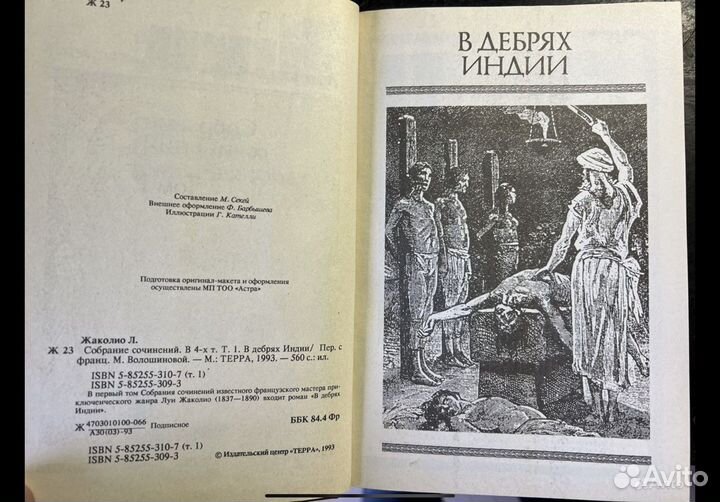 Ж 23
Составление М. Секей
Внешнее оформление Ф. Барбышева
Иллюстрации Г. Кателли
Подготовка оригинал-макета и оформления
осуществлены МП ТОО «Астра»
Жаколио Л.
Ж 23 Собрание сочинений. В 4-х т. Т. 1. В дебрях Индии/ Пер. с
франц. М. Волошиновой. — М.: ТЕРРА, 1993. — 560 с.: ил.
ISBN 5-85255-310-7 (т. 1)
ISBN 5-85255-309-3
В первый том Собрания сочинений известного французского мастера при-
ключенческого жанра Луи Жаколио (1837—1890) входит роман «В дебрях
Индии».
Ж 4703010100-066 Подписное ББК 84.4 Фр
А30(03)-93
ISBN 5-85255-310-7 (т. 1)
ISBN 5-85255-309-3
© Издательский центр «ТЕРРА», 1993
В ДЕБРЯХ
ИНДИИ
Avito